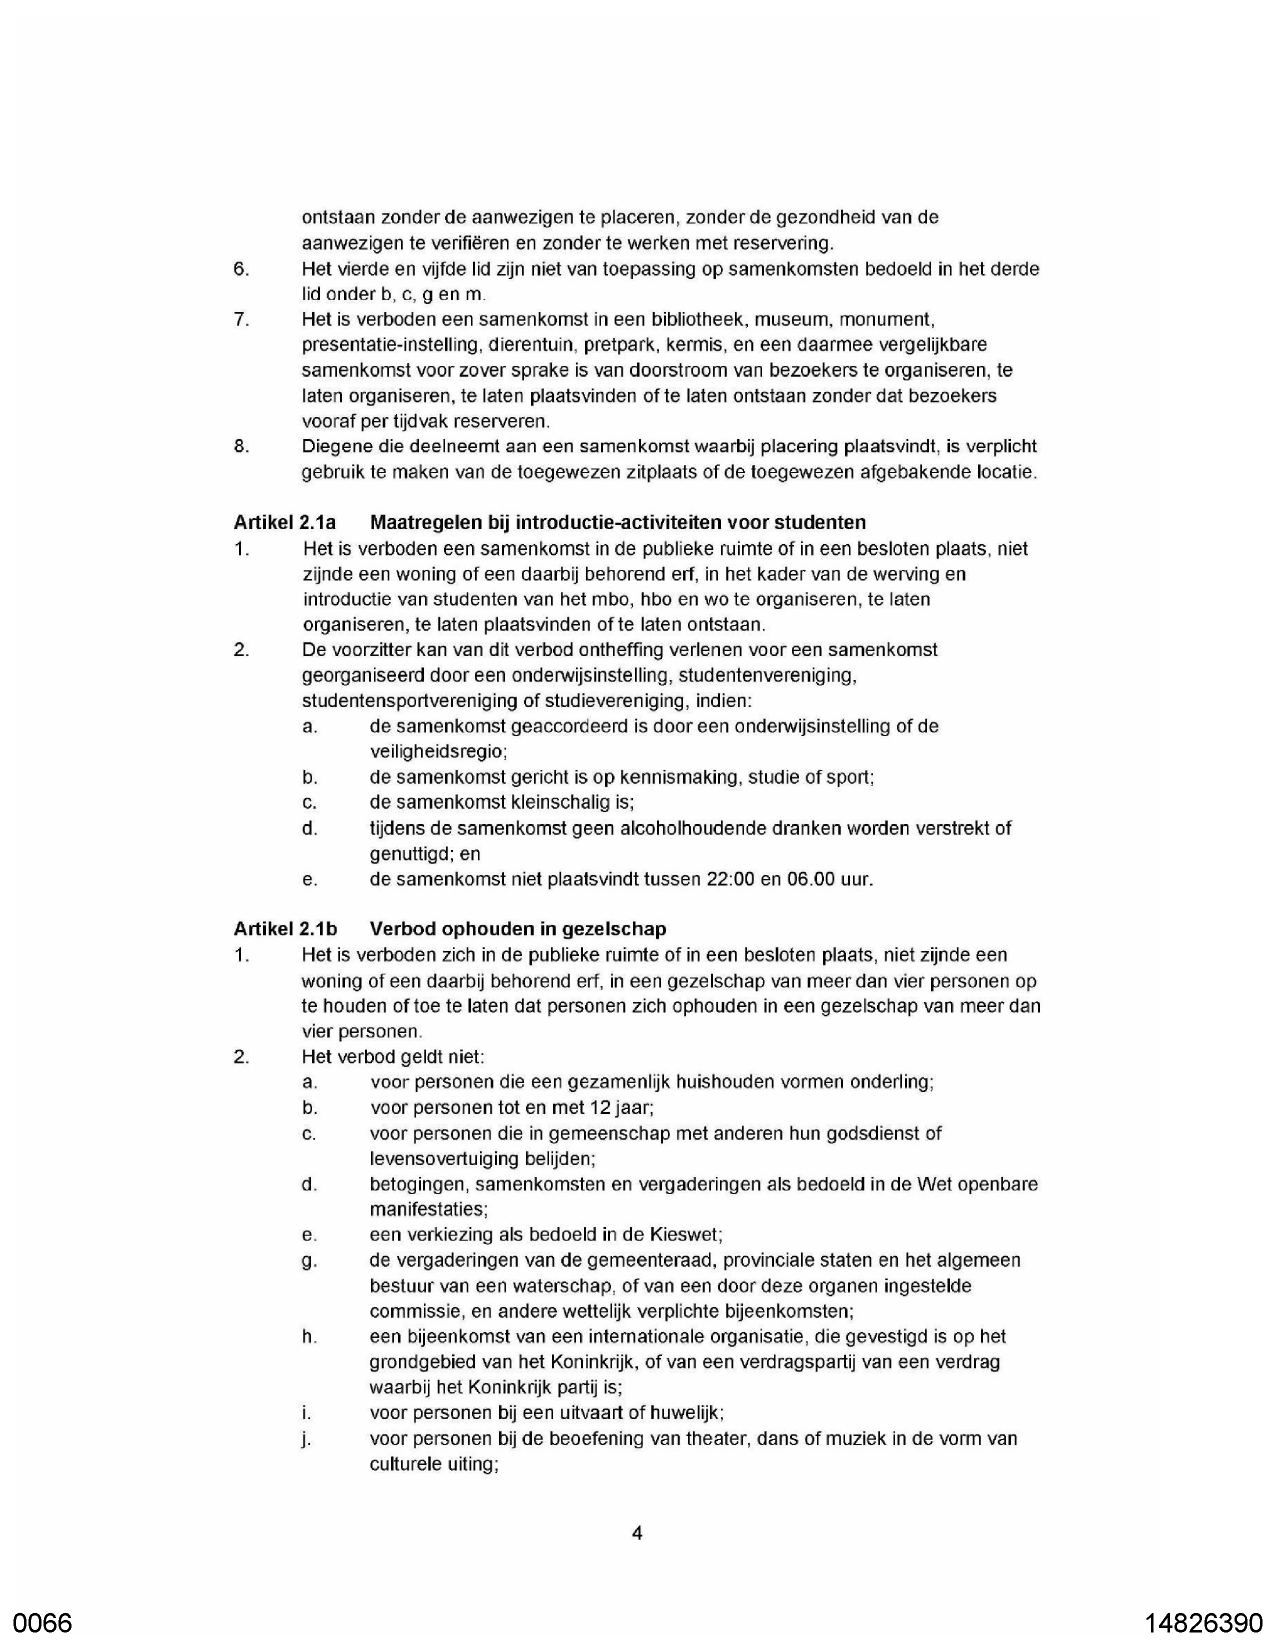 ontstaan zonder de aanwezigen te placeren, zonder de gezondheid van de
aanwezigen te verifiëren en zonder te werken met reservering.
6. Het vierde en vijfde lid zijn niet van toepassing op samenkomsten bedoeld in het derde
lid onder b, c, g en m.
7. Het is verboden een samenkomst in een bibliotheek, museum, monument,
presentatie-instelling, dierentuin, pretpark, kermis, en een daarmee vergelijkbare
samenkomst voor zover sprake is van doorstroom van bezoekers te organiseren, te
laten organiseren, te laten plaatsvinden of te laten ontstaan zonder dat bezoekers
vooraf per tijdvak reserveren.
8. Diegene die deelneemt aan een samenkomst waarbij placering plaatsvindt, is verplicht
gebruik te maken van de toegewezen zitplaats of de toegewezen afgebakende locatie.
Artikel 2.1a Maatregelen bij introductie-activiteiten voor studenten
1. Het is verboden een samenkomst in de publieke ruimte of in een besloten plaats, niet
zijnde een woning of een daarbij behorend erf, in het kader van de werving en
introductie van studenten van het mbo, hbo en wo te organiseren, te laten
organiseren, te laten plaatsvinden of te laten ontstaan.
2. De voorzitter kan van dit verbod ontheffing verlenen voor een samenkomst
georganiseerd door een onderwijsinstelling, studentenvereniging,
studentensportvereniging of studievereniging, indien:
a. de samenkomst geaccordeerd is door een onderwijsinstelling of de
veiligheidsregio;
b. de samenkomst gericht is op kennismaking, studie of sport;
c. de samenkomst kleinschalig is;
d. tijdens de samenkomst geen alcoholhoudende dranken worden verstrekt of
genuttigd; en
e. de samenkomst niet plaatsvindt tussen 22:00 en 06.00 uur.
Artikel 2.1b Verbod ophouden in gezelschap
1. Het is verboden zich in de publieke ruimte of in een besloten plaats, niet zijnde een
woning of een daarbij behorend erf, in een gezelschap van meer dan vier personen op
te houden of toe te laten dat personen zich ophouden in een gezelschap van meer dan
vier personen.
2. Het verbod geldt niet:
a. voor personen die een gezamenlijk huishouden vormen onderling;
b. voor personen tot en met 12 jaar;
c. voor personen die in gemeenschap met anderen hun godsdienst of
levensovertuiging belijden;
d. betogingen, samenkomsten en vergaderingen als bedoeld in de Wet openbare
manifestaties;
e. een verkiezing als bedoeld in de Kieswet;
g. de vergaderingen van de gemeenteraad, provinciale staten en het algemeen
bestuur van een waterschap, of van een door deze organen ingestelde
commissie, en andere wettelijk verplichte bijeenkomsten;
h. een bijeenkomst van een internationale organisatie, die gevestigd is op het
grondgebied van het Koninkrijk, of van een verdragspartij van een verdrag
waarbij het Koninkrijk partij is;
i. voor personen bij een uitvaart of huwelijk;
j. voor personen bij de beoefening van theater, dans of muziek in de vorm van
culturele uiting;
4
0066 14826390